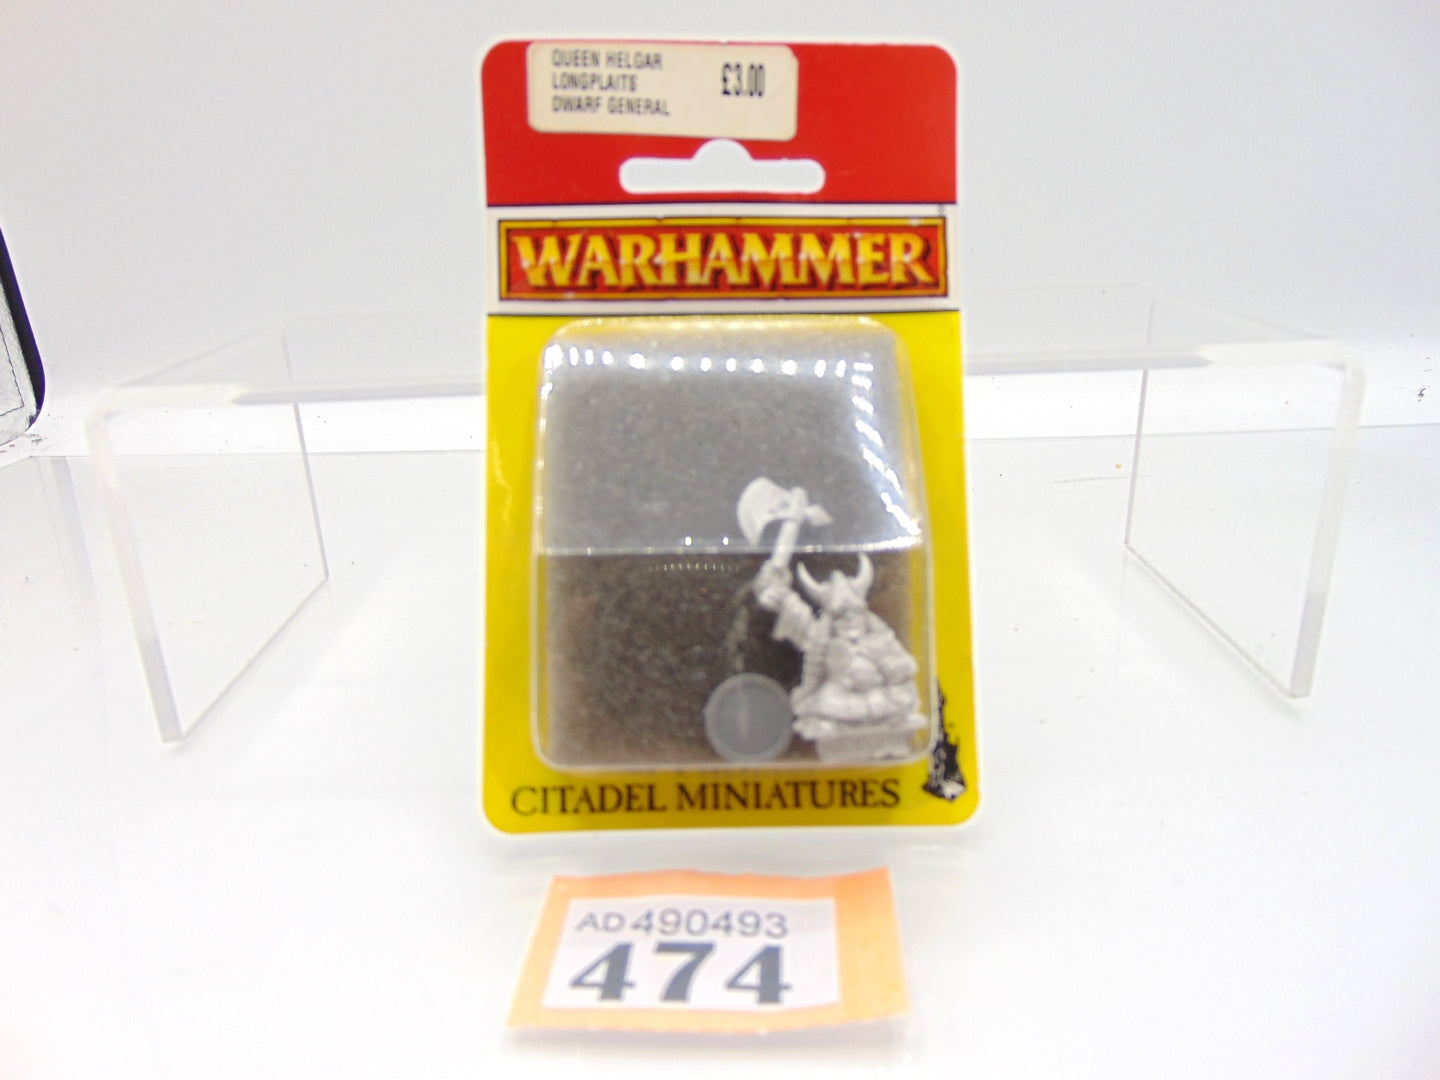 QUEEN HELGAR
LONGPLAITS
DWARF GENERAL
£3.00
WARHAMMER
CITADEL MINIATURES
AD490493
474